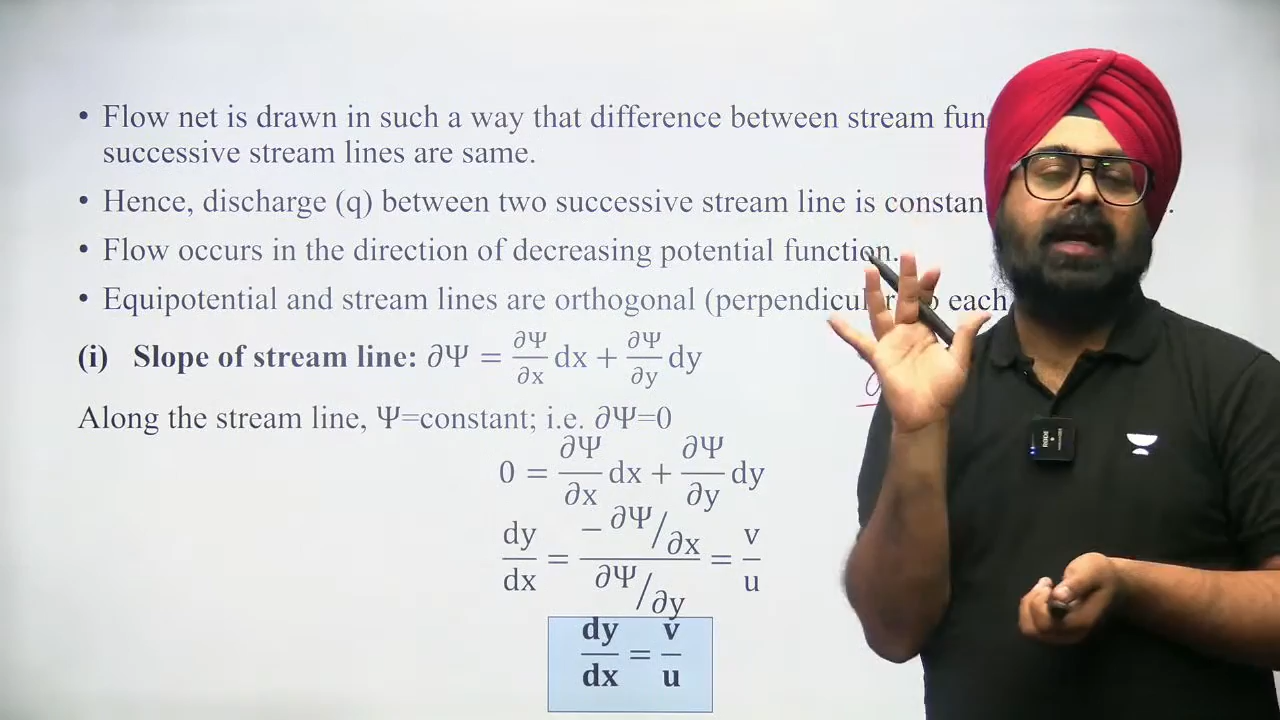 • Flow net is drawn in such a way that difference between stream
successive stream lines are same.
• Hence, discharge (q) between two successive stream line is
• Flow occurs in the direction of decreasing potential function.
• Equipotential and stream lines are orthogonal each
(i) Slope of stream line: ∂Ψ = ∂Ψ/∂x dx + ∂Ψ/∂y dy
Along the stream line, Ψ=constant; i.e. ∂Ψ=0
0 = ∂Ψ/∂x dx + ∂Ψ/∂y dy
dy/dx = (−∂Ψ/∂x)/(∂Ψ/∂y) = v/u
dy/dx = v/u
RØDE